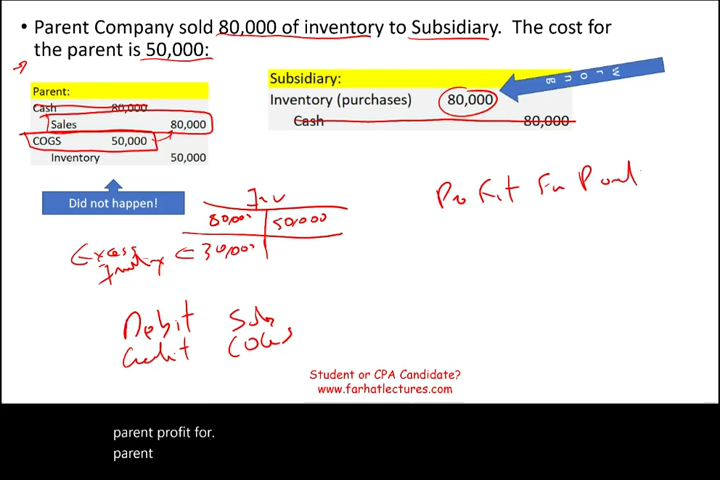 • Parent Company sold 80,000 of inventory to Subsidiary. The cost for
the parent is 50,000:
Parent:
Cash 80,000
Sales 80,000
COGS 50,000
Inventory 50,000
Did not happen!
Subsidiary:
Inventory (purchases) 80,000
Cash 80,000
Wrong
Inv
80,000 50,000
Excess 30,000
Debit Sales
Credit COGS
Profit For
Student or CPA Candidate?
www.farhatlectures.com
parent profit for.
parent